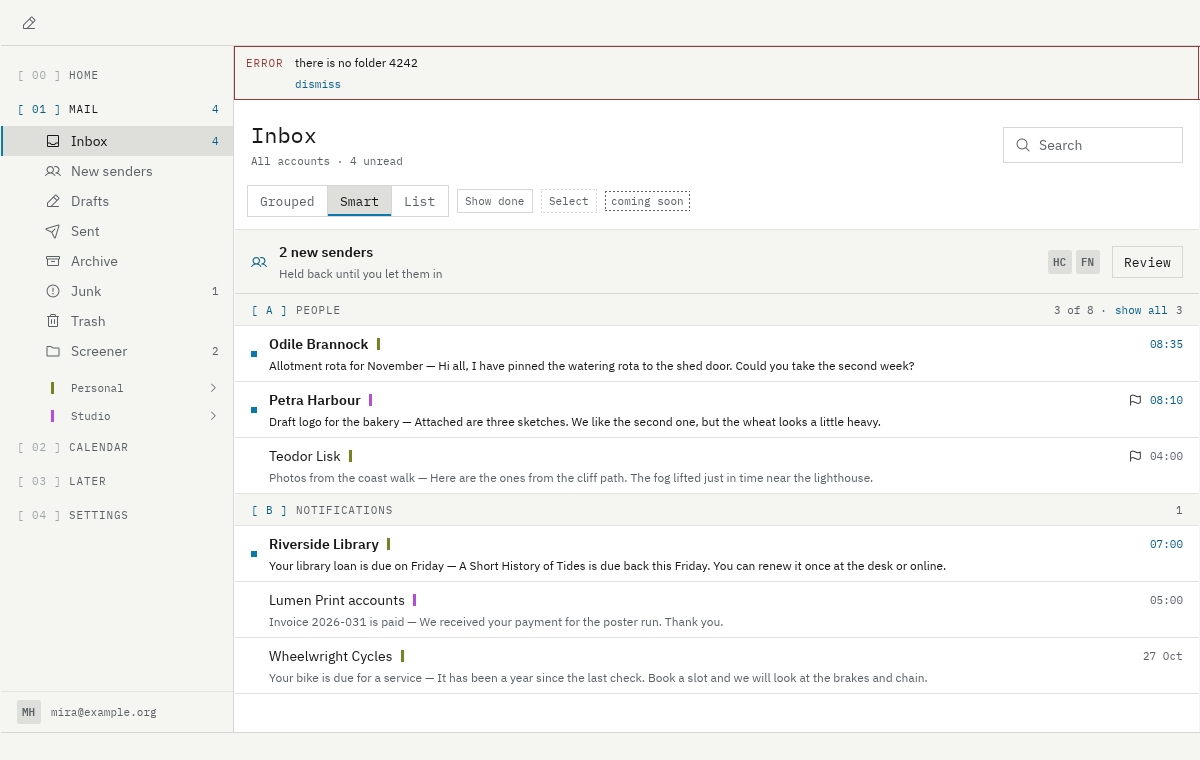 [ 00 ] HOME
[ 01 ] MAIL 4
Inbox 4
New senders
Drafts
Sent
Archive
Junk 1
Trash
Screener 2
Personal
Studio
[ 02 ] CALENDAR
[ 03 ] LATER
[ 04 ] SETTINGS
MH mira@example.org
ERROR there is no folder 4242
dismiss
Inbox
All accounts · 4 unread
Search
Grouped Smart List Show done Select coming soon
2 new senders
Held back until you let them in
HC FN Review
[ A ] PEOPLE 3 of 8 · show all 3
Odile Brannock 08:35
Allotment rota for November — Hi all, I have pinned the watering rota to the shed door. Could you take the second week?
Petra Harbour 08:10
Draft logo for the bakery — Attached are three sketches. We like the second one, but the wheat looks a little heavy.
Teodor Lisk 04:00
Photos from the coast walk — Here are the ones from the cliff path. The fog lifted just in time near the lighthouse.
[ B ] NOTIFICATIONS 1
Riverside Library 07:00
Your library loan is due on Friday — A Short History of Tides is due back this Friday. You can renew it once at the desk or online.
Lumen Print accounts 05:00
Invoice 2026-031 is paid — We received your payment for the poster run. Thank you.
Wheelwright Cycles 27 Oct
Your bike is due for a service — It has been a year since the last check. Book a slot and we will look at the brakes and chain.